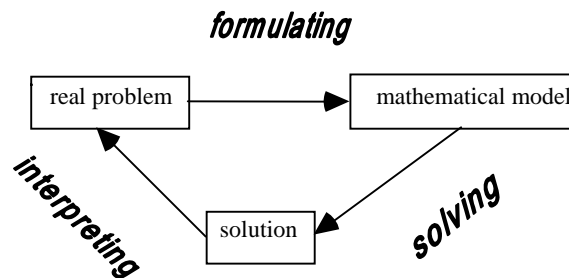 formulating
real problem
mathematical model
interpreting
solution
solving